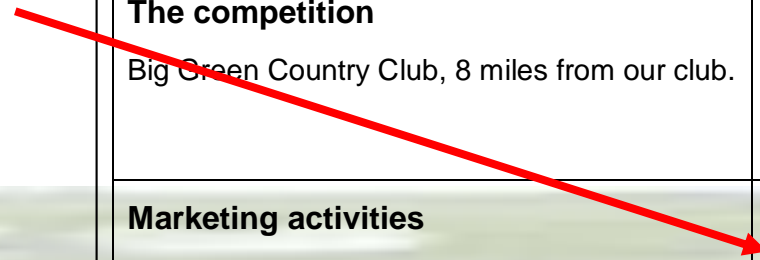 The competition
Big Green Country Club, 8 miles from our club.
Marketing activities